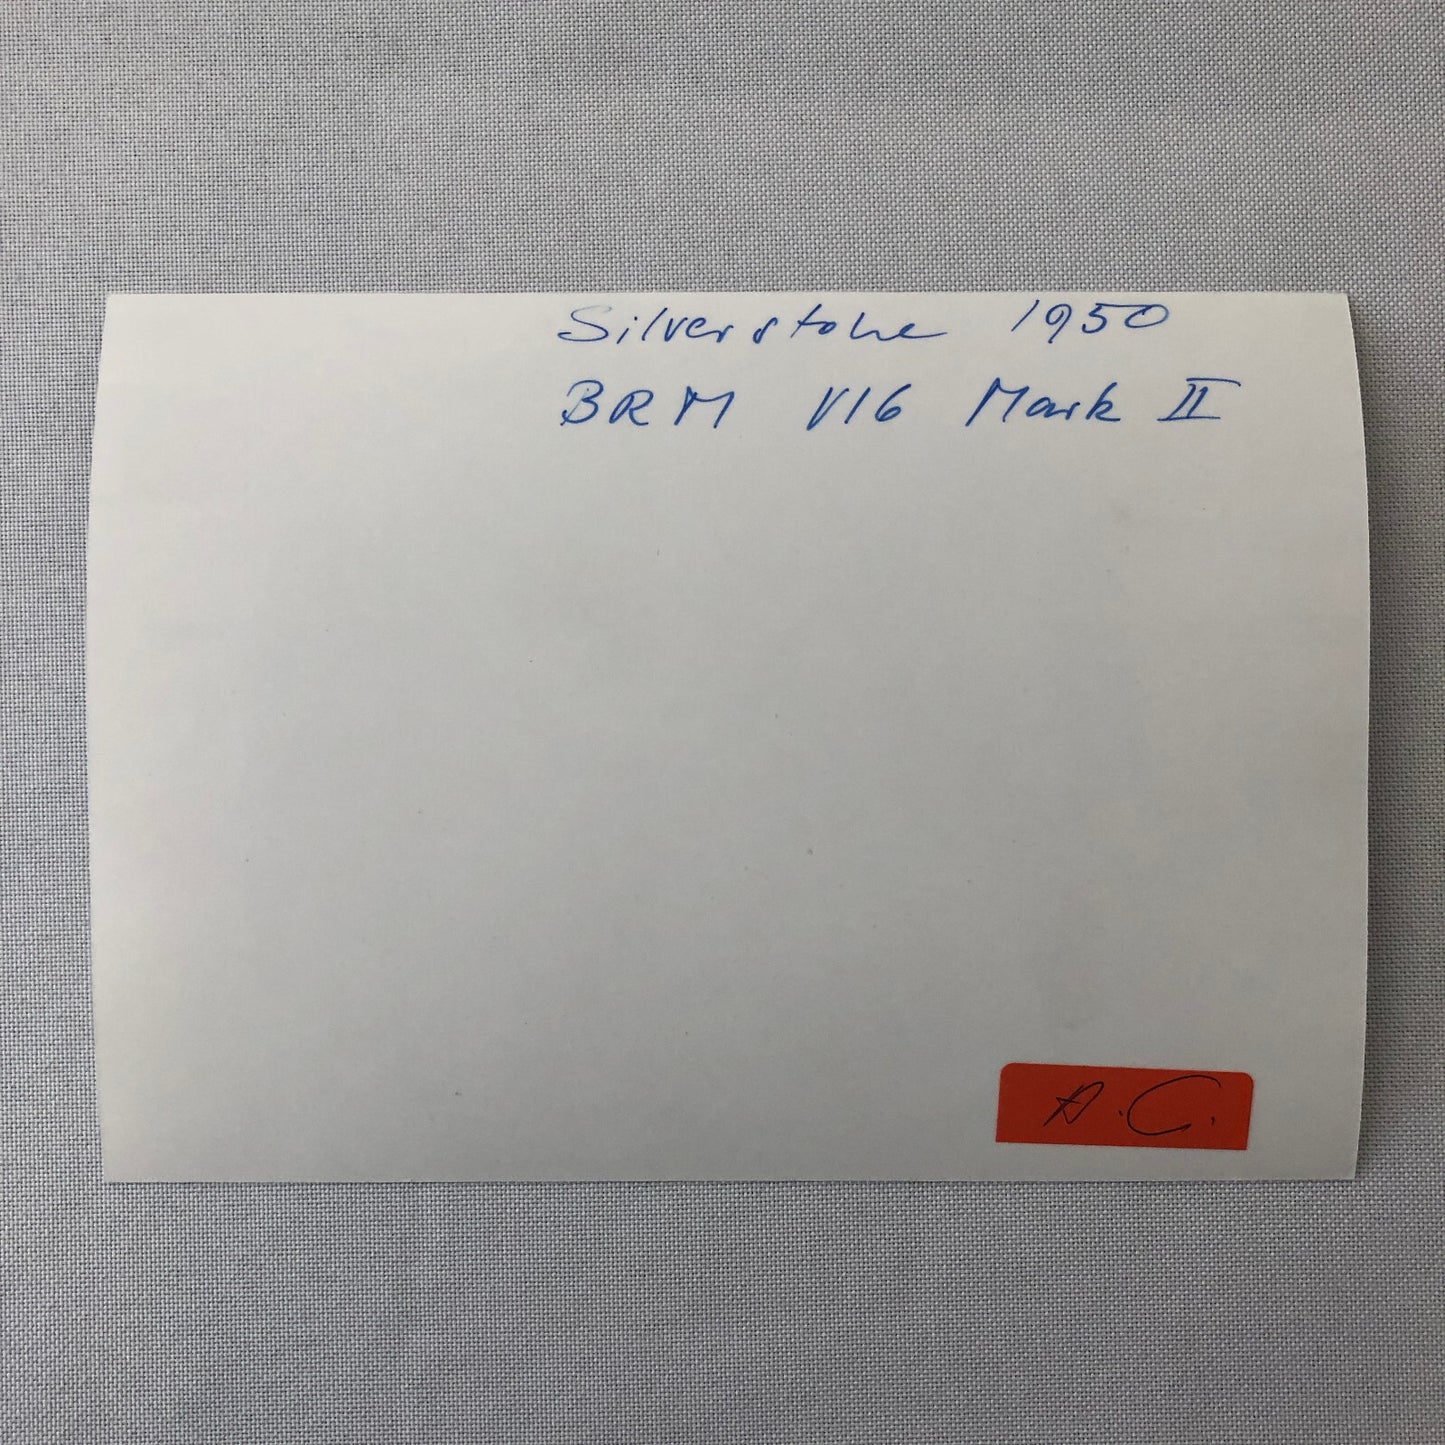 Silverstone 1950
BRM V16 Mark II
A.C.